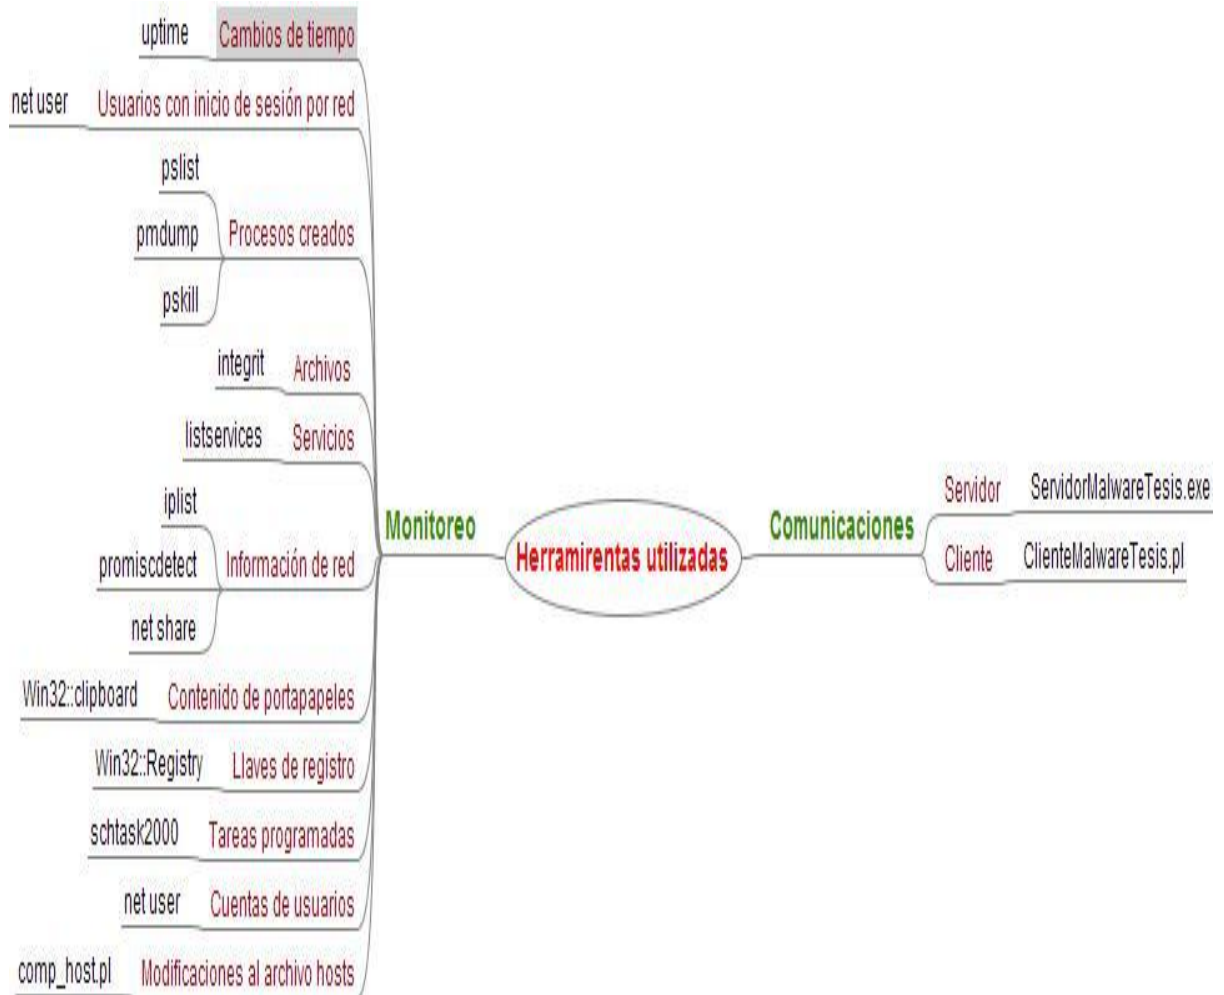 uptime Cambios de tiempo
net user Usuarios con inicio de sesión por red
pslist
pmdump Procesos creados
pskill
integrit Archivos
listservices Servicios
iplist
promiscdetect Información de red
net share
Win32::clipboard Contenido de portapapeles
Win32::Registry Llaves de registro
schtask2000 Tareas programadas
net user Cuentas de usuarios
comp_host.pl Modificaciones al archivo hosts
Monitoreo
Herramirentas utilizadas
Comunicaciones
Servidor ServidorMalwareTesis.exe
Cliente ClienteMalwareTesis.pl